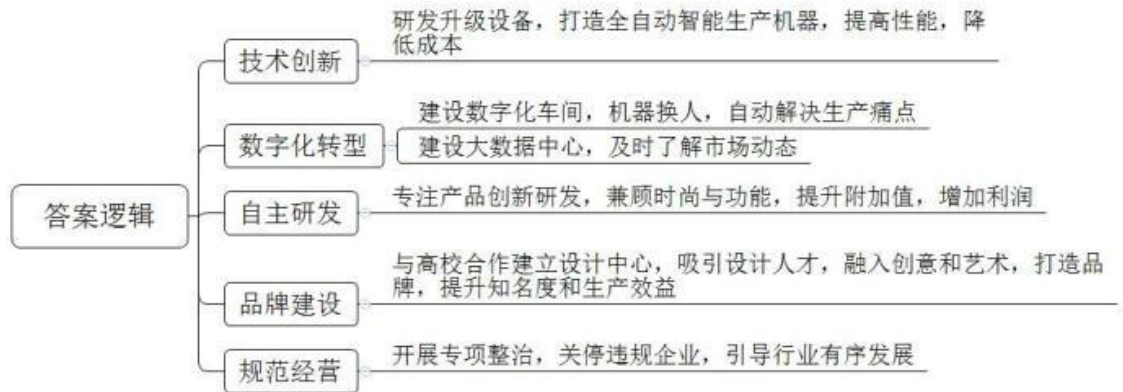 答案逻辑
技术创新
研发升级设备，打造全自动智能生产机器，提高性能，降
低成本
数字化转型
建设数字化车间，机器换人，自动解决生产痛点
建设大数据中心，及时了解市场动态
自主研发
专注产品创新研发，兼顾时尚与功能，提升附加值，增加利润
品牌建设
与高校合作建立设计中心，吸引设计人才，融入创意和艺术，打造品
牌，提升知名度和生产效益
规范经营
开展专项整治，关停违规企业，引导行业有序发展